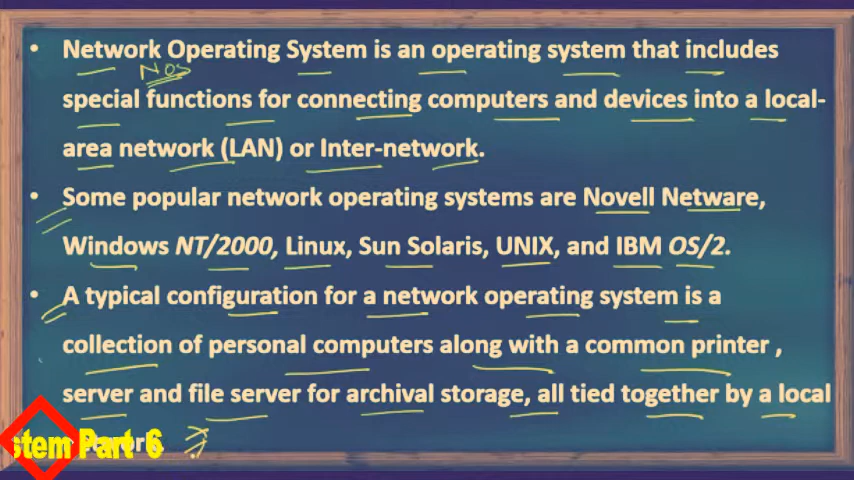 • Network Operating System is an operating system that includes
NOS
special functions for connecting computers and devices into a local-
area network (LAN) or Inter-network.
• Some popular network operating systems are Novell Netware,
Windows NT/2000, Linux, Sun Solaris, UNIX, and IBM OS/2.
• A typical configuration for a network operating system is a
collection of personal computers along with a common printer ,
server and file server for archival storage, all tied together by a local
stem Part 6